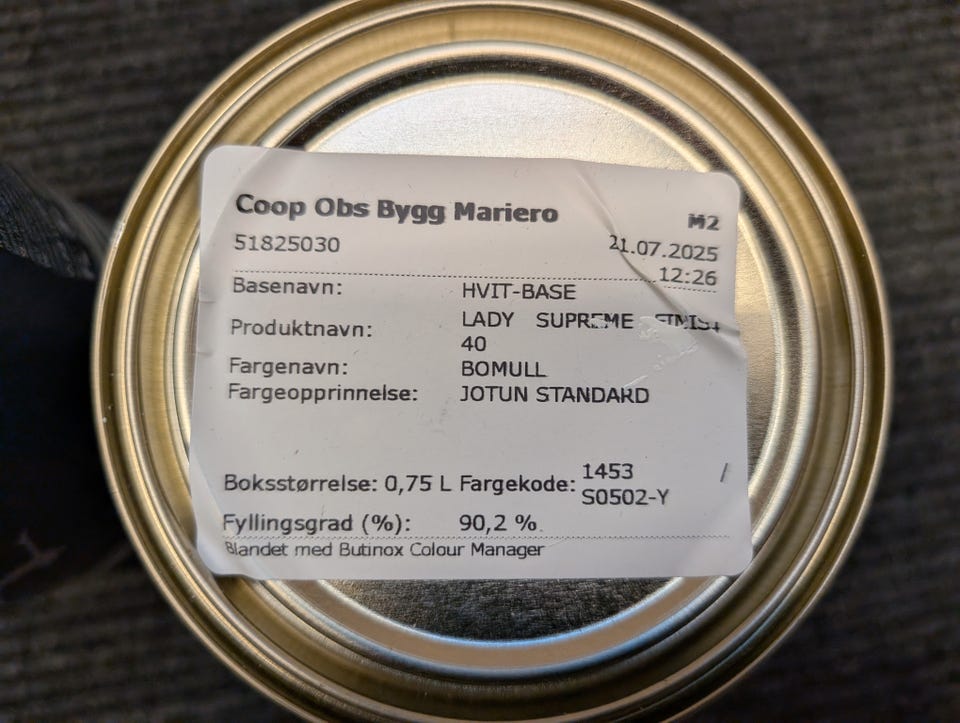 Coop Obs Bygg Mariero M2
51825030 21.07.2025
12:26
Basenavn: HVIT-BASE
Produktnavn: LADY SUPREME
40
Fargenavn: BOMULL
Fargeopprinnelse: JOTUN STANDARD
Boksstørrelse: 0,75 L Fargekode: 1453 /
S0502-Y
Fyllingsgrad (%): 90,2 %
Blandet med Butinox Colour Manager